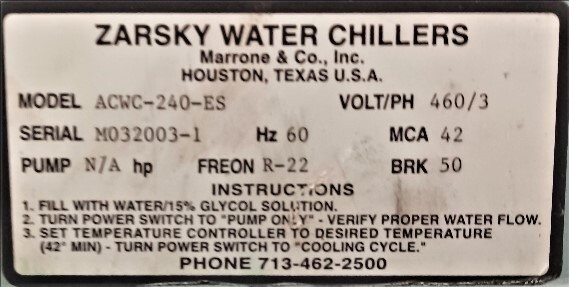 ZARSKY WATER CHILLERS
Marrone & Co., Inc.
HOUSTON, TEXAS U.S.A.
MODEL ACWC-240-ES VOLT/PH 460/3
SERIAL M032003-1 Hz 60 MCA 42
PUMP N/A hp FREON R-22 BRK 50
INSTRUCTIONS
1. FILL WITH WATER/15% GLYCOL SOLUTION.
2. TURN POWER SWITCH TO "PUMP ONLY" - VERIFY PROPER WATER FLOW.
3. SET TEMPERATURE CONTROLLER TO DESIRED TEMPERATURE
(42° MIN) - TURN POWER SWITCH TO "COOLING CYCLE."
PHONE 713-462-2500